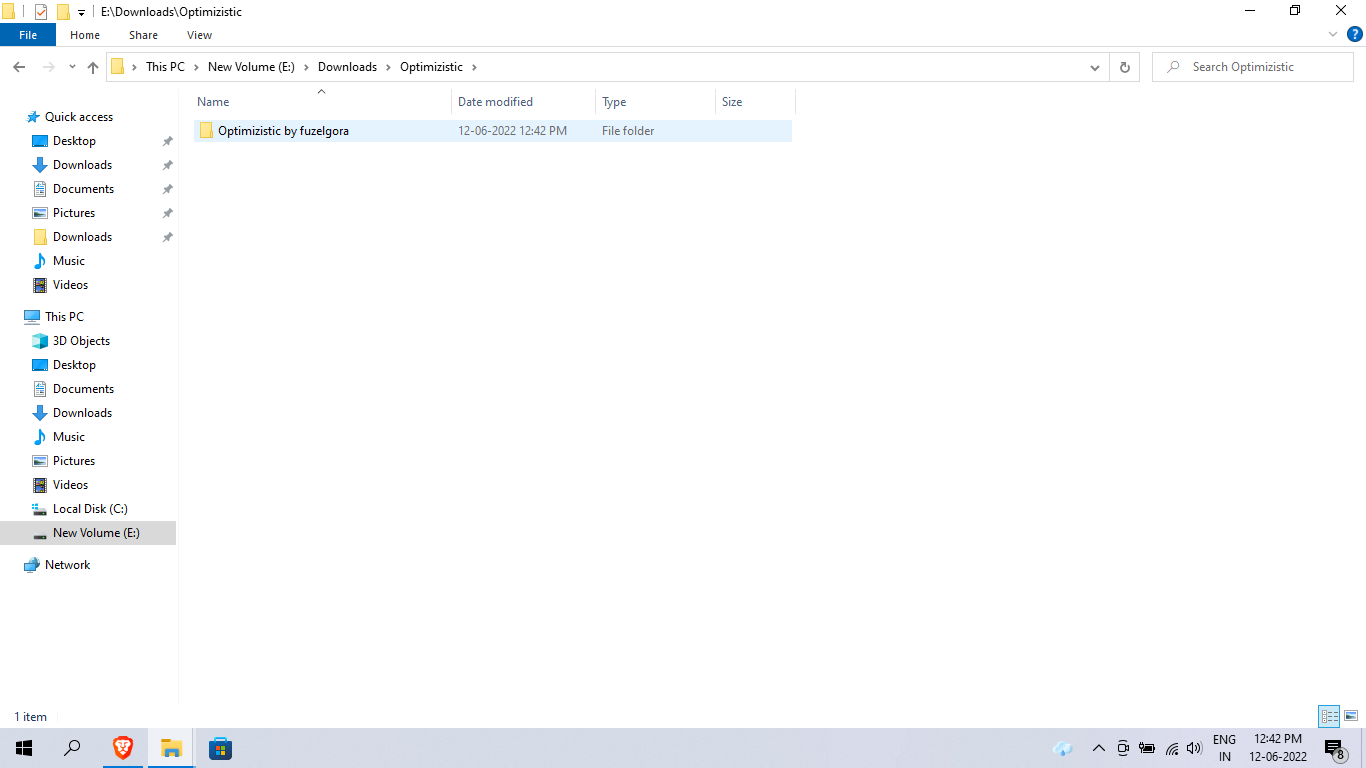 E:\Downloads\Optimizistic
File Home Share View
This PC New Volume (E:) Downloads Optimizistic
Search Optimizistic
Name Date modified Type Size
Optimizistic by fuzelgora 12-06-2022 12:42 PM File folder
Quick access
Desktop
Downloads
Documents
Pictures
Downloads
Music
Videos
This PC
3D Objects
Desktop
Documents
Downloads
Music
Pictures
Videos
Local Disk (C:)
New Volume (E:)
Network
1 item
ENG
IN
12:42 PM
12-06-2022
8